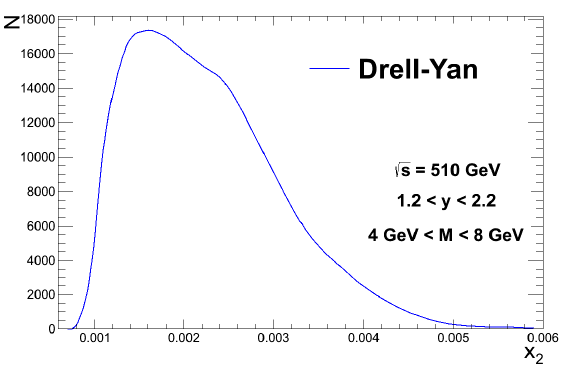 N
18000
16000
14000
12000
10000
8000
6000
4000
2000
0
Drell-Yan
√s = 510 GeV
1.2 < y < 2.2
4 GeV < M < 8 GeV
0.001 0.002 0.003 0.004 0.005 0.006
x₂